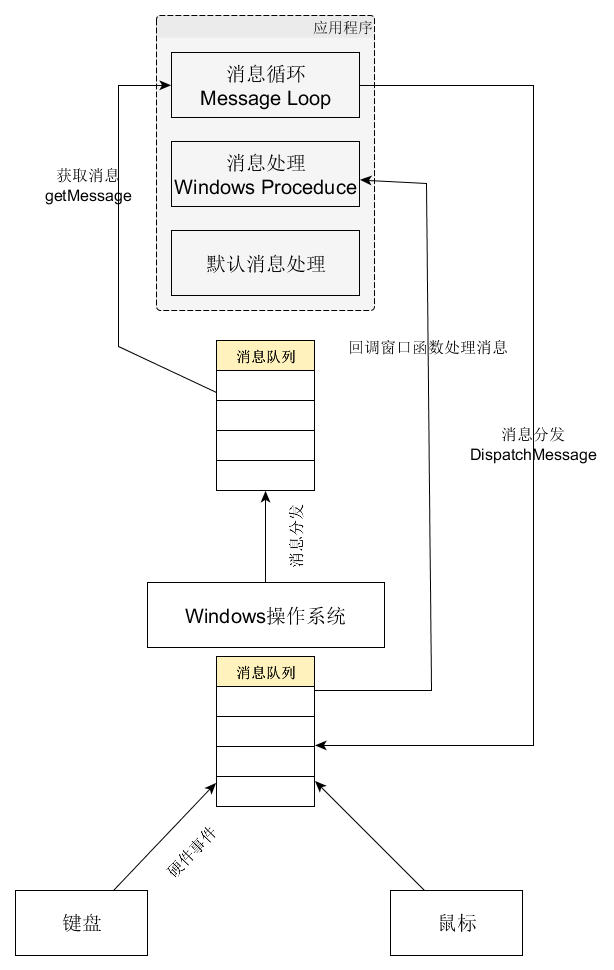 应用程序
消息循环
Message Loop
消息处理
Windows Proceduce
默认消息处理
获取消息
getMessage
消息队列
回调窗口函数处理消息
消息分发
DispatchMessage
消息分发
Windows操作系统
消息队列
硬件事件
键盘
鼠标